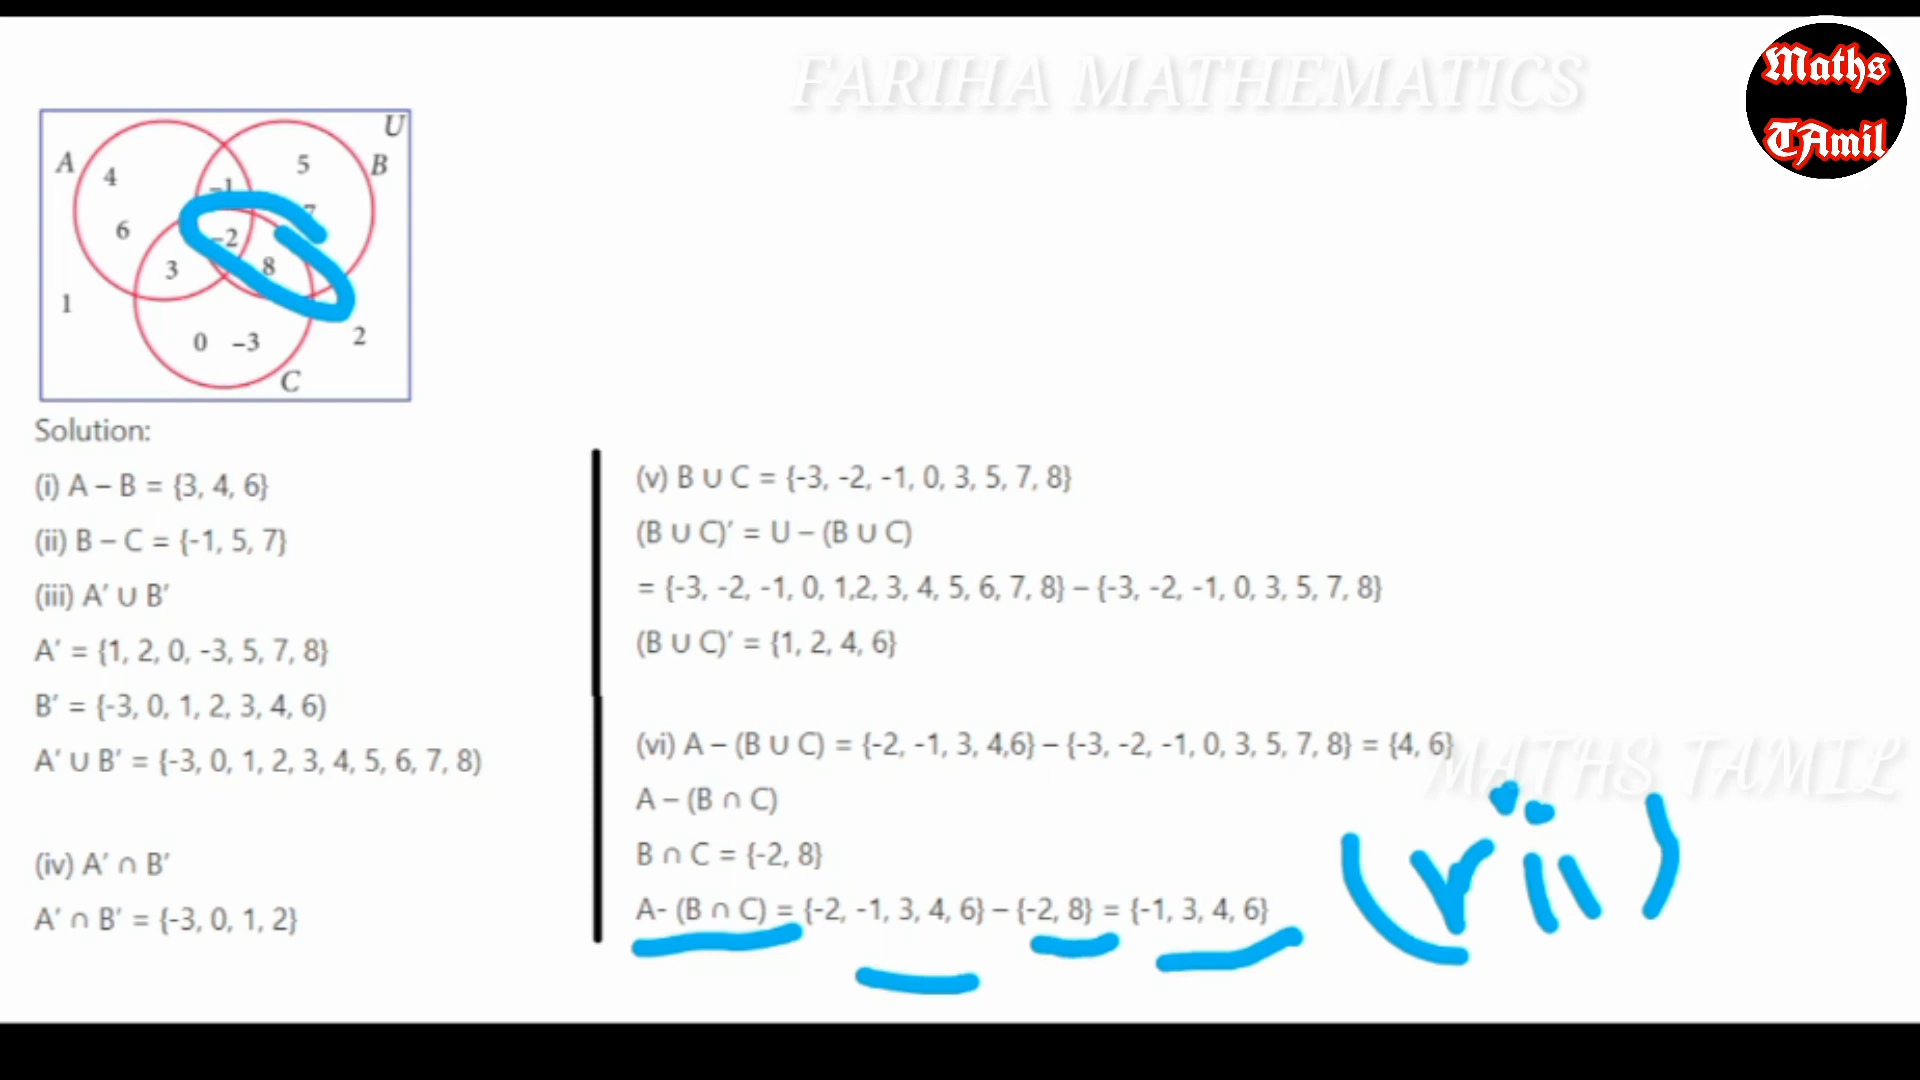 FARIHA MATHEMATICS
Maths
TAmil
U
A
B
4
5
-1
7
6
-2
3
8
1
0 -3
2
C
Solution:
(i) A – B = {3, 4, 6}
(ii) B – C = {-1, 5, 7}
(iii) A′ ∪ B′
A′ = {1, 2, 0, -3, 5, 7, 8}
B′ = {-3, 0, 1, 2, 3, 4, 6)
A′ ∪ B′ = {-3, 0, 1, 2, 3, 4, 5, 6, 7, 8)
(iv) A′ ∩ B′
A′ ∩ B′ = {-3, 0, 1, 2}
(v) B ∪ C = {-3, -2, -1, 0, 3, 5, 7, 8}
(B ∪ C)′ = U – (B ∪ C)
= {-3, -2, -1, 0, 1,2, 3, 4, 5, 6, 7, 8} – {-3, -2, -1, 0, 3, 5, 7, 8}
(B ∪ C)′ = {1, 2, 4, 6}
(vi) A – (B ∪ C) = {-2, -1, 3, 4,6} – {-3, -2, -1, 0, 3, 5, 7, 8} = {4, 6}
MATHS TAMIL
A – (B ∩ C)
B ∩ C = {-2, 8}
A- (B ∩ C) = {-2, -1, 3, 4, 6} – {-2, 8} = {-1, 3, 4, 6}
(vii)